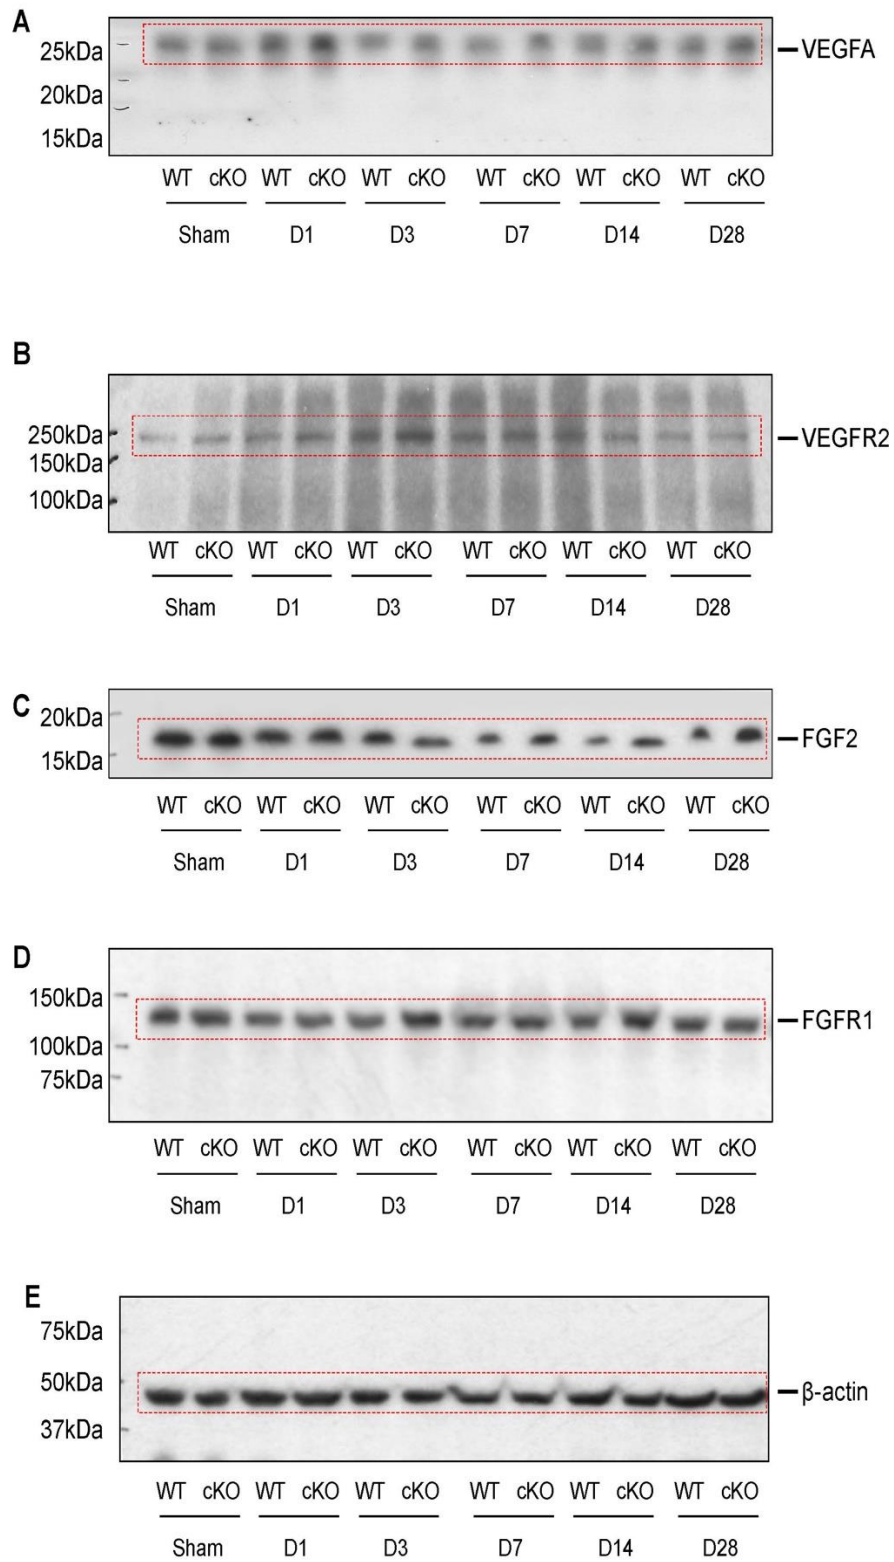 A
25kDa
VEGFA
20kDa
15kDa
WT cKO WT cKO WT cKO WT cKO WT cKO WT cKO
Sham D1 D3 D7 D14 D28
B
250kDa
VEGFR2
150kDa
100kDa
WT cKO WT cKO WT cKO WT cKO WT cKO WT cKO
Sham D1 D3 D7 D14 D28
C
20kDa
FGF2
15kDa
WT cKO WT cKO WT cKO WT cKO WT cKO WT cKO
Sham D1 D3 D7 D14 D28
D
150kDa
FGFR1
100kDa
75kDa
WT cKO WT cKO WT cKO WT cKO WT cKO WT cKO
Sham D1 D3 D7 D14 D28
E
75kDa
50kDa
β-actin
37kDa
WT cKO WT cKO WT cKO WT cKO WT cKO WT cKO
Sham D1 D3 D7 D14 D28